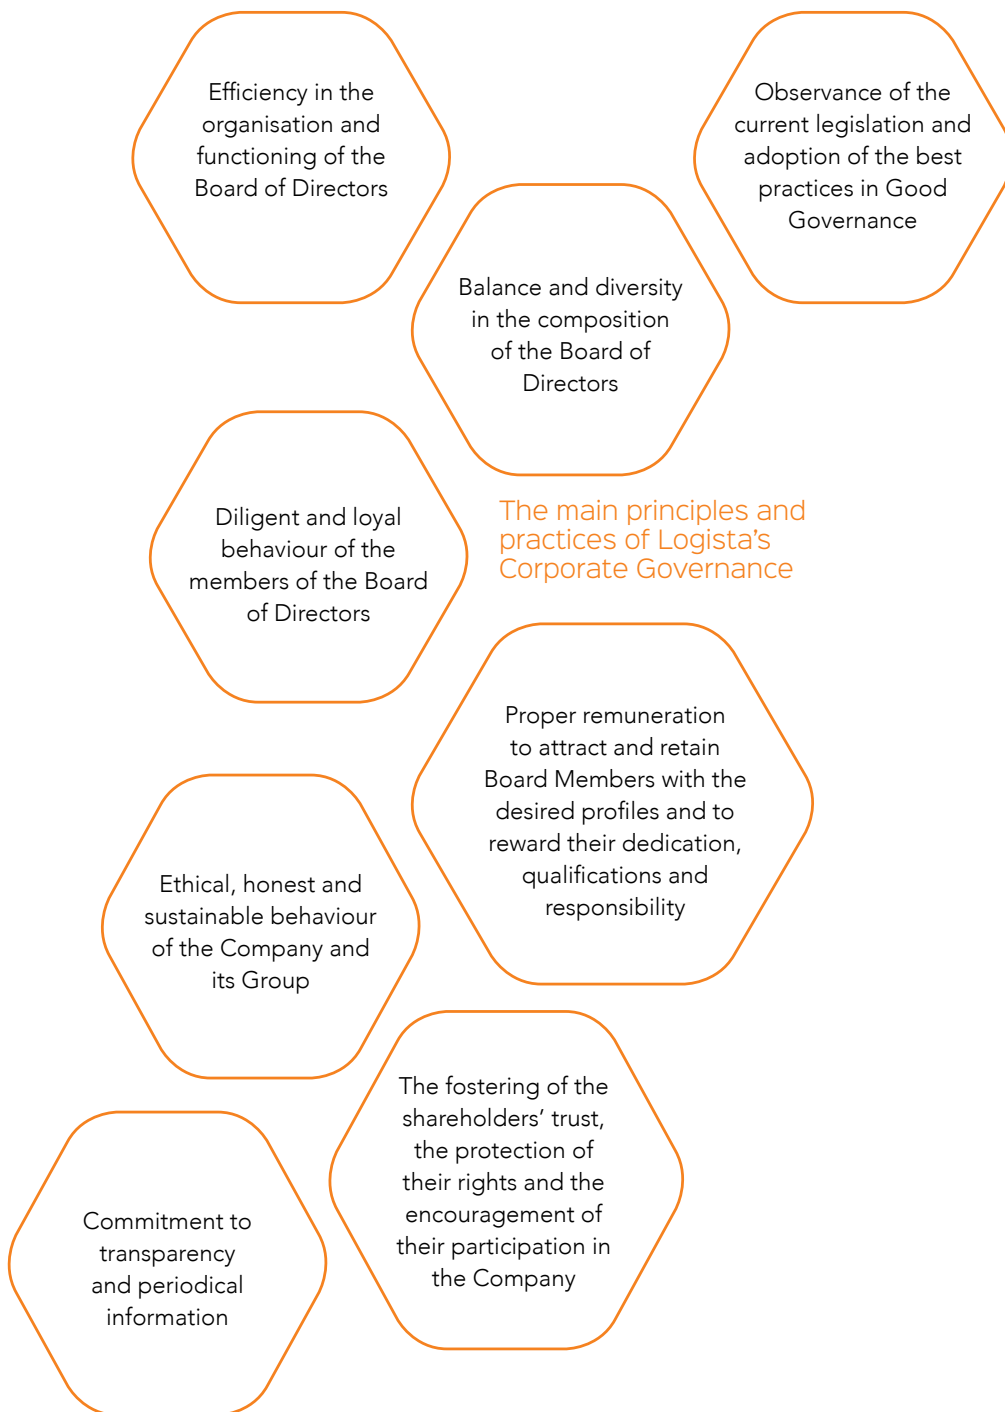 Efficiency in the
organisation and
functioning of the
Board of Directors
Observance of the
current legislation and
adoption of the best
practices in Good
Governance
Balance and diversity
in the composition
of the Board of
Directors
Diligent and loyal
behaviour of the
members of the Board
of Directors
The main principles and
practices of Logista’s
Corporate Governance
Proper remuneration
to attract and retain
Board Members with the
desired profiles and to
reward their dedication,
qualifications and
responsibility
Ethical, honest and
sustainable behaviour
of the Company and
its Group
The fostering of the
shareholders’ trust,
the protection of
their rights and the
encouragement of
their participation in
the Company
Commitment to
transparency
and periodical
information